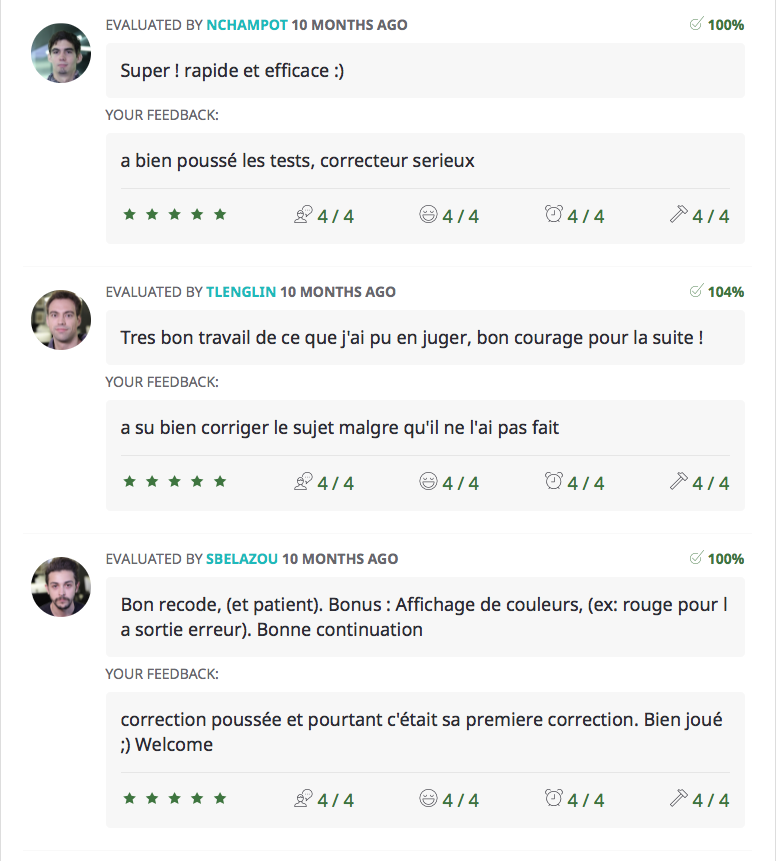 EVALUATED BY NCHAMPOT 10 MONTHS AGO 100%
Super ! rapide et efficace :)
YOUR FEEDBACK:
a bien poussé les tests, correcteur serieux
4 / 4 4 / 4 4 / 4 4 / 4
EVALUATED BY TLENGLIN 10 MONTHS AGO 104%
Tres bon travail de ce que j'ai pu en juger, bon courage pour la suite !
YOUR FEEDBACK:
a su bien corriger le sujet malgre qu'il ne l'ai pas fait
4 / 4 4 / 4 4 / 4 4 / 4
EVALUATED BY SBELAZOU 10 MONTHS AGO 100%
Bon recode, (et patient). Bonus : Affichage de couleurs, (ex: rouge pour l
a sortie erreur). Bonne continuation
YOUR FEEDBACK:
correction poussée et pourtant c'était sa premiere correction. Bien joué
;) Welcome
4 / 4 4 / 4 4 / 4 4 / 4